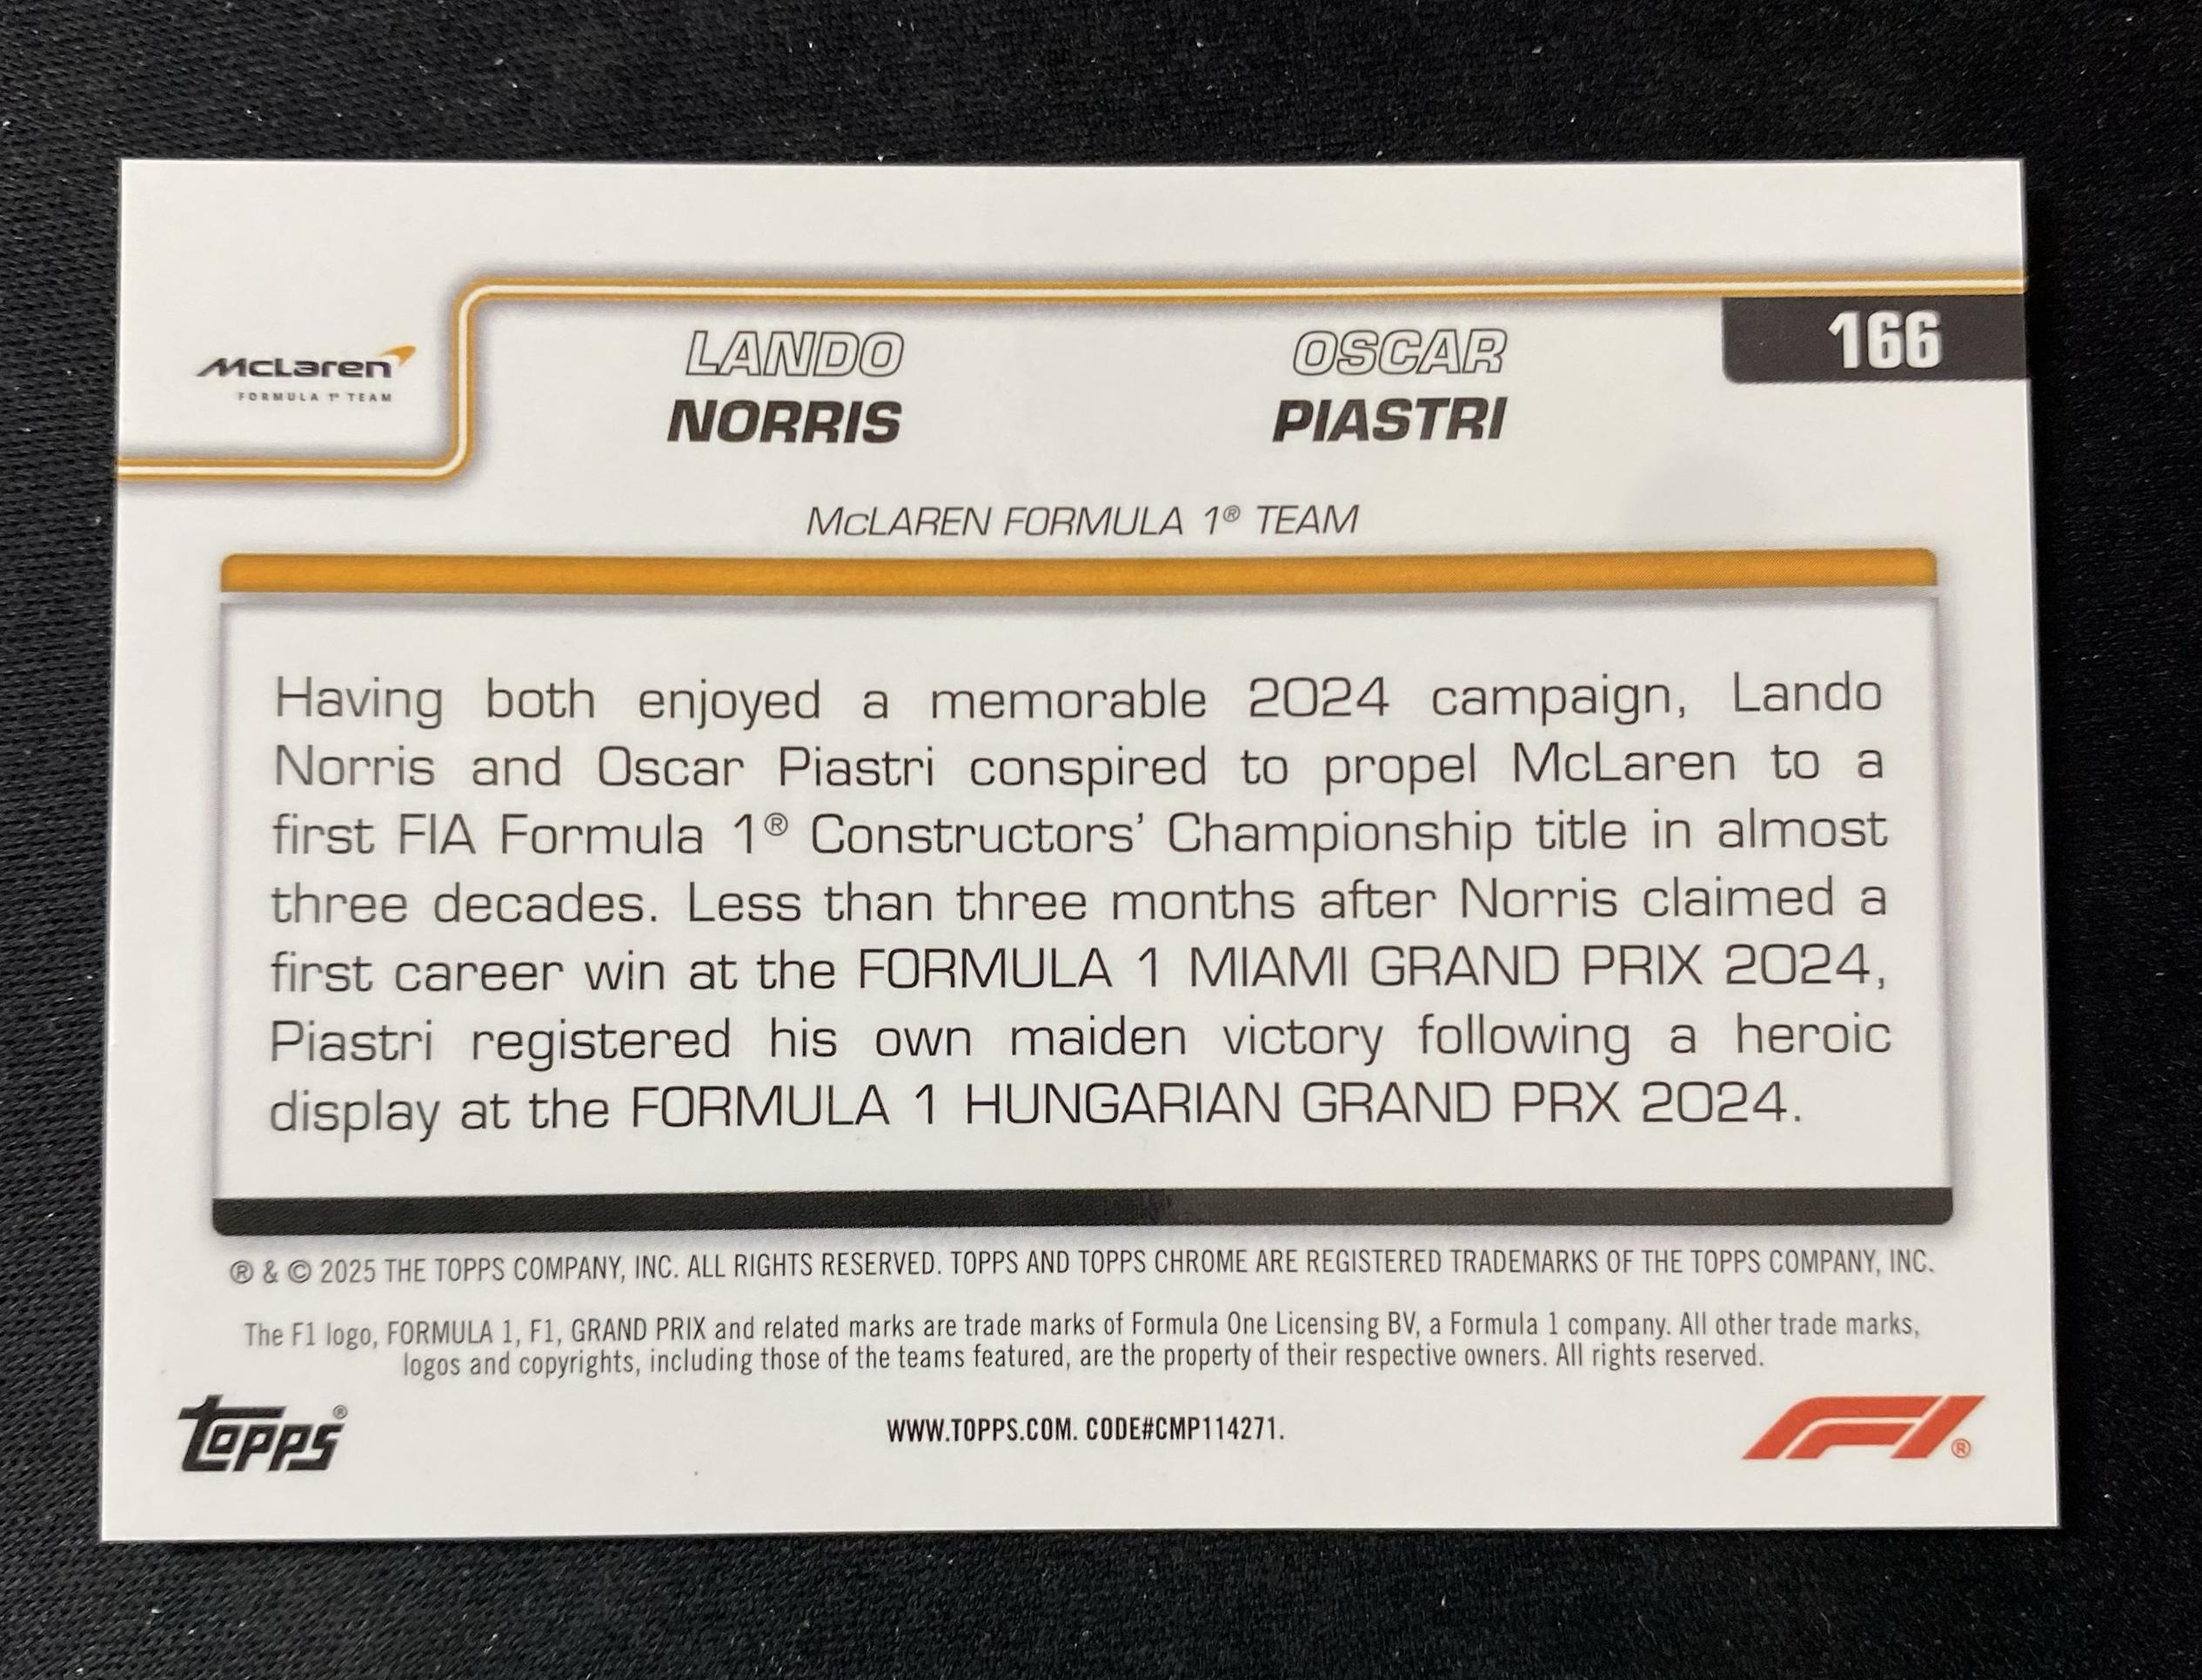 McLaren
FORMULA 1® TEAM
LANDO
NORRIS
OSCAR
PIASTRI
166
McLAREN FORMULA 1® TEAM
Having both enjoyed a memorable 2024 campaign, Lando
Norris and Oscar Piastri conspired to propel McLaren to a
first FIA Formula 1® Constructors’ Championship title in almost
three decades. Less than three months after Norris claimed a
first career win at the FORMULA 1 MIAMI GRAND PRIX 2024,
Piastri registered his own maiden victory following a heroic
display at the FORMULA 1 HUNGARIAN GRAND PRX 2024.
® & © 2025 THE TOPPS COMPANY, INC. ALL RIGHTS RESERVED. TOPPS AND TOPPS CHROME ARE REGISTERED TRADEMARKS OF THE TOPPS COMPANY, INC.
The F1 logo, FORMULA 1, F1, GRAND PRIX and related marks are trade marks of Formula One Licensing BV, a Formula 1 company. All other trade marks,
logos and copyrights, including those of the teams featured, are the property of their respective owners. All rights reserved.
Topps®
WWW.TOPPS.COM. CODE#CMP114271.
F1®